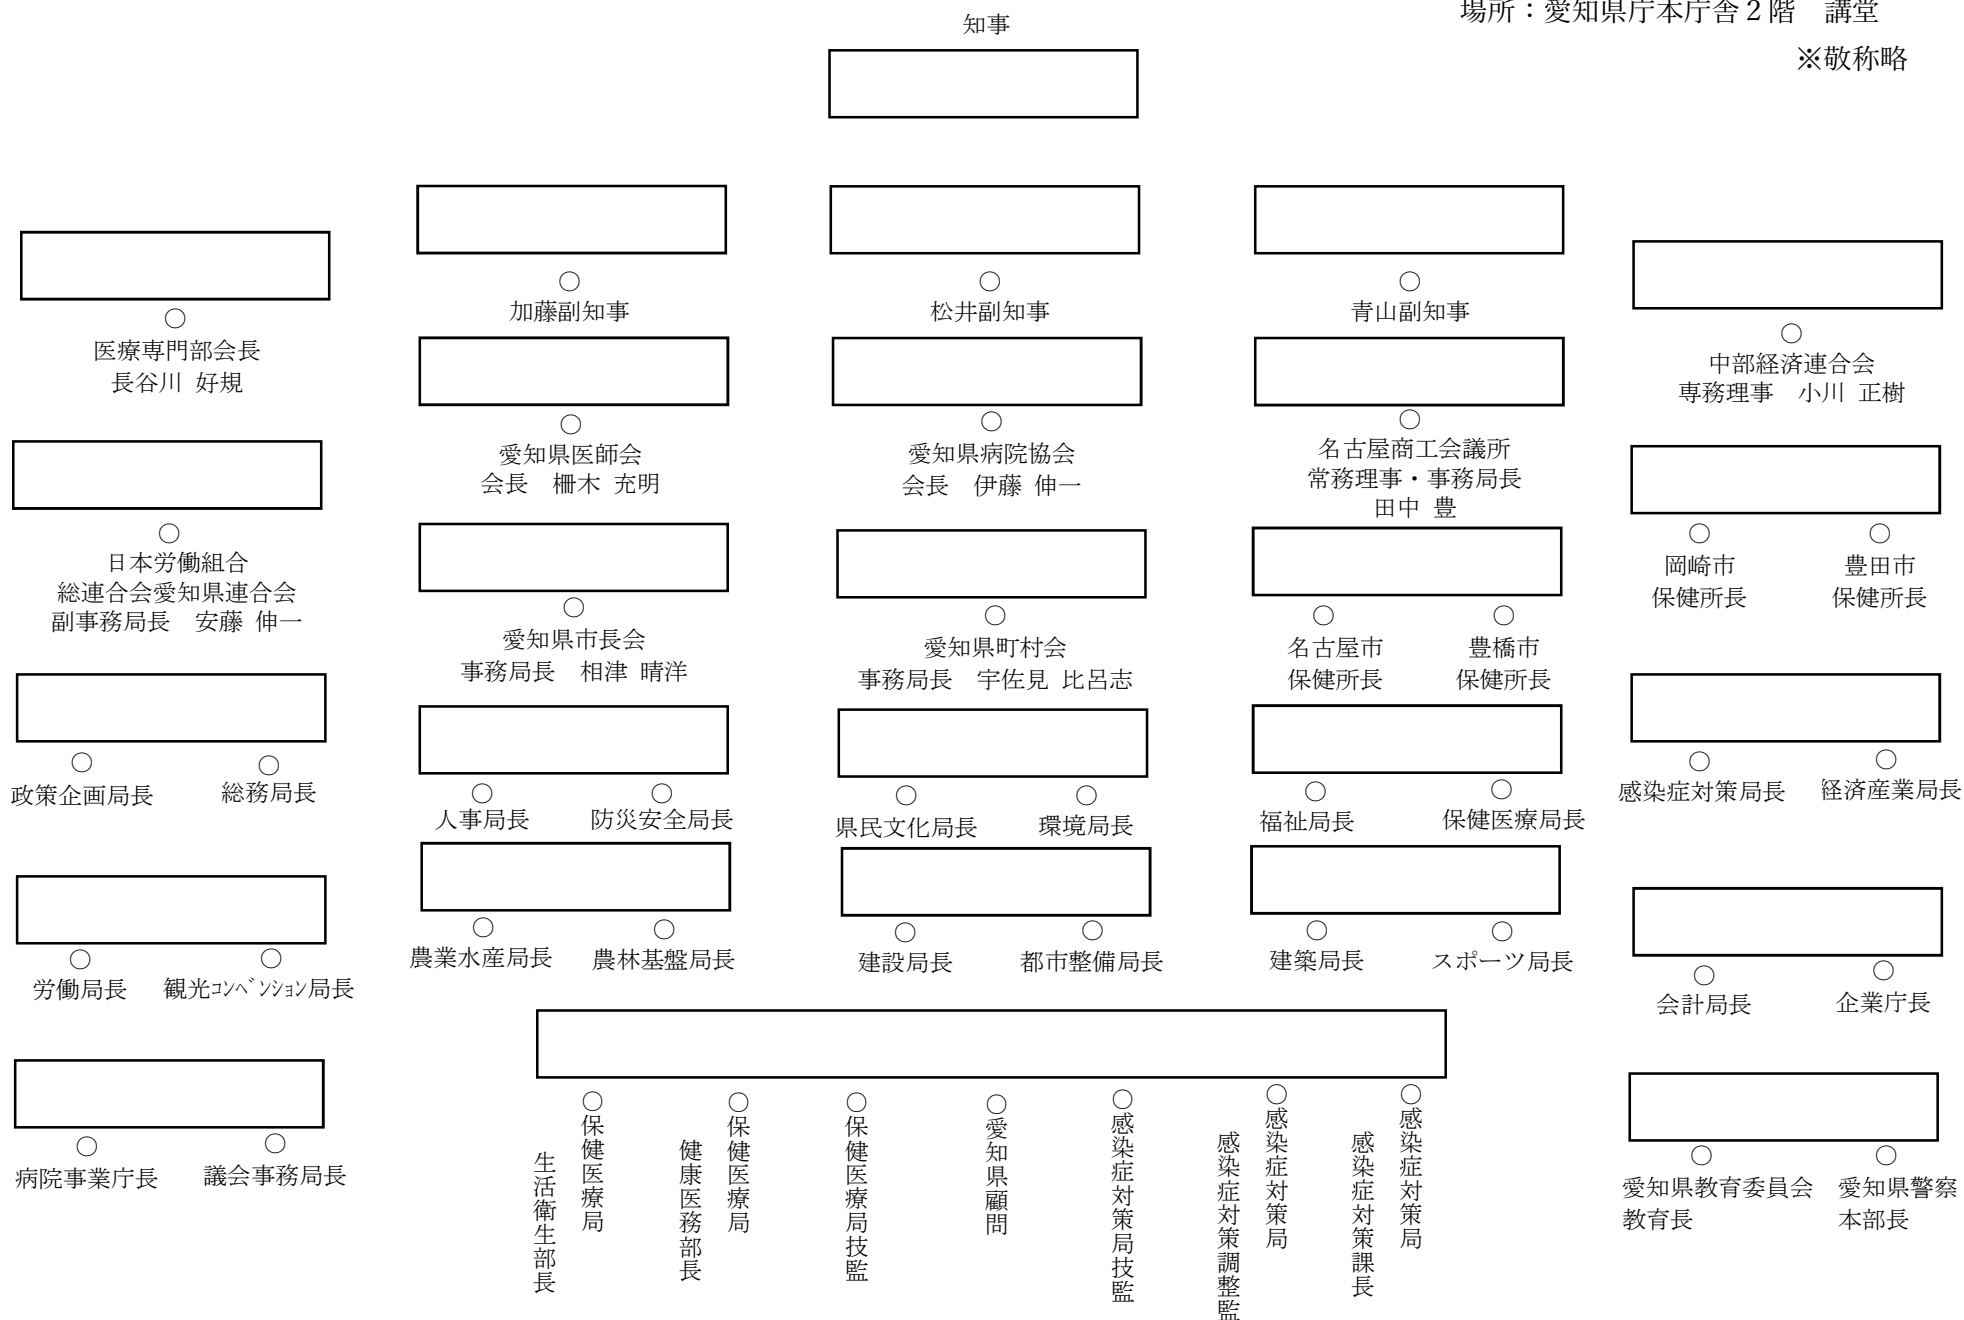 場所：愛知県庁本庁舎２階　講堂
※敬称略
知事
○
加藤副知事
○
松井副知事
○
青山副知事
○
医療専門部会長
長谷川 好規
○
中部経済連合会
専務理事　小川 正樹
○
愛知県医師会
会長　柵木 充明
○
愛知県病院協会
会長　伊藤 伸一
○
名古屋商工会議所
常務理事・事務局長
田中 豊
○
日本労働組合
総連合会愛知県連合会
副事務局長　安藤 伸一
○
岡崎市
保健所長
○
豊田市
保健所長
○
愛知県市長会
事務局長　相津 晴洋
○
愛知県町村会
事務局長　宇佐見 比呂志
○
名古屋市
保健所長
○
豊橋市
保健所長
○
政策企画局長
○
総務局長
○
人事局長
○
防災安全局長
○
県民文化局長
○
環境局長
○
福祉局長
○
保健医療局長
○
感染症対策局長
○
経済産業局長
○
労働局長
○
観光ｺﾝﾍﾞﾝｼｮﾝ局長
○
農業水産局長
○
農林基盤局長
○
建設局長
○
都市整備局長
○
建築局長
○
スポーツ局長
○
会計局長
○
企業庁長
○
病院事業庁長
○
議会事務局長
○保健医療局
生活衛生部長
○保健医療局
健康医務部長
○保健医療局技監
○愛知県顧問
○感染症対策局技監
○感染症対策局
感染症対策調整監
○感染症対策局
感染症対策課長
○
愛知県教育委員会
教育長
○
愛知県警察
本部長